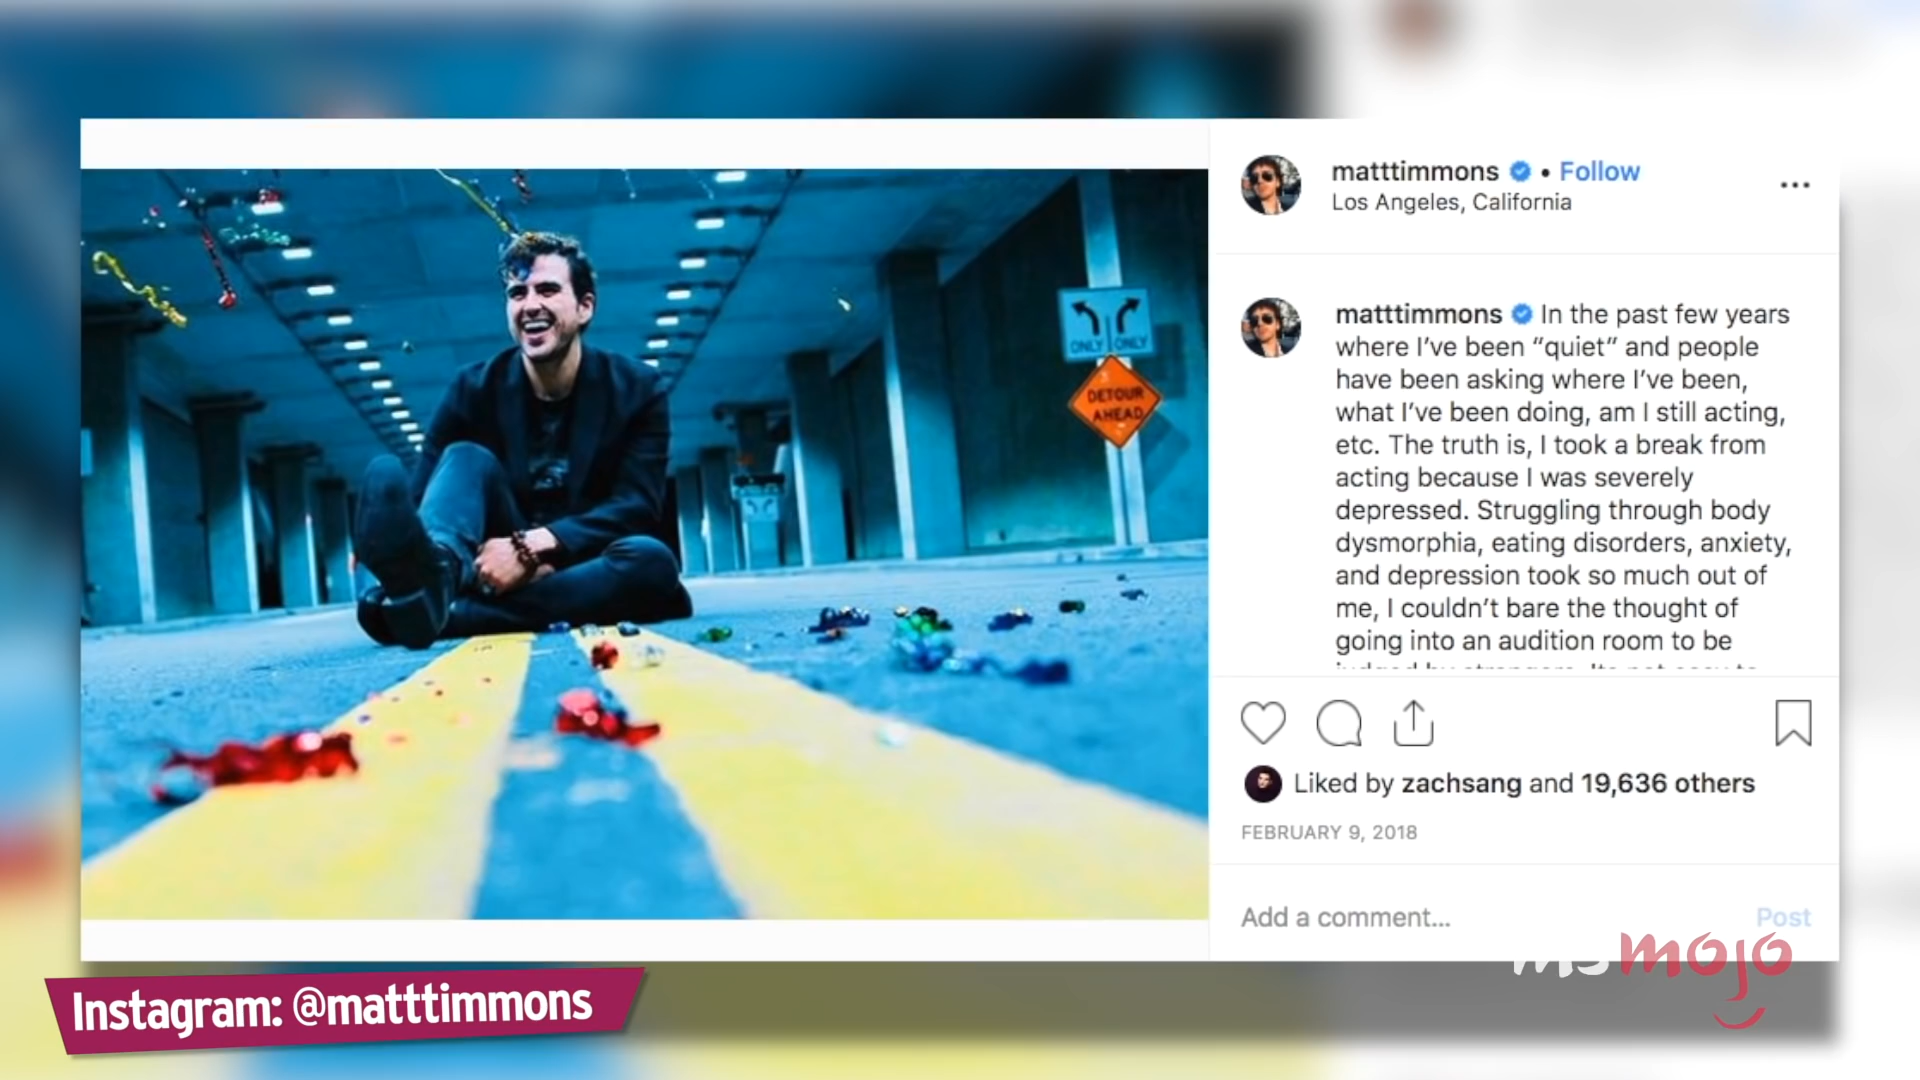 matttimmons • Follow
Los Angeles, California
matttimmons In the past few years
where I've been “quiet” and people
have been asking where I've been,
what I've been doing, am I still acting,
etc. The truth is, I took a break from
acting because I was severely
depressed. Struggling through body
dysmorphia, eating disorders, anxiety,
and depression took so much out of
me, I couldn't bare the thought of
going into an audition room to be
ONLY ONLY
DETOUR
AHEAD
Liked by zachsang and 19,636 others
FEBRUARY 9, 2018
Add a comment... Post
msmojo
Instagram: @matttimmons